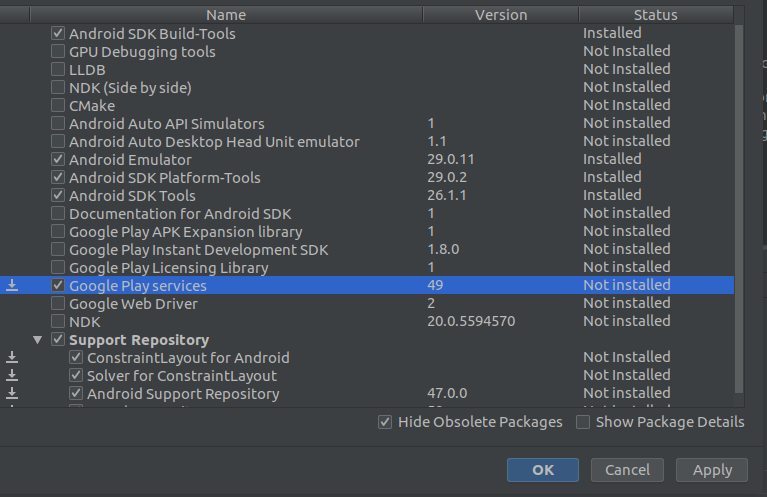 Name Version Status
Android SDK Build-Tools Installed
GPU Debugging tools Not Installed
LLDB Not Installed
NDK (Side by side) Not Installed
CMake Not Installed
Android Auto API Simulators 1 Not installed
Android Auto Desktop Head Unit emulator 1.1 Not installed
Android Emulator 29.0.11 Installed
Android SDK Platform-Tools 29.0.2 Installed
Android SDK Tools 26.1.1 Installed
Documentation for Android SDK 1 Not installed
Google Play APK Expansion library 1 Not installed
Google Play Instant Development SDK 1.8.0 Not installed
Google Play Licensing Library 1 Not installed
Google Play services 49 Not installed
Google Web Driver 2 Not installed
NDK 20.0.5594570 Not installed
Support Repository
ConstraintLayout for Android Not Installed
Solver for ConstraintLayout Not Installed
Android Support Repository 47.0.0 Not installed
Hide Obsolete Packages Show Package Details
OK Cancel Apply